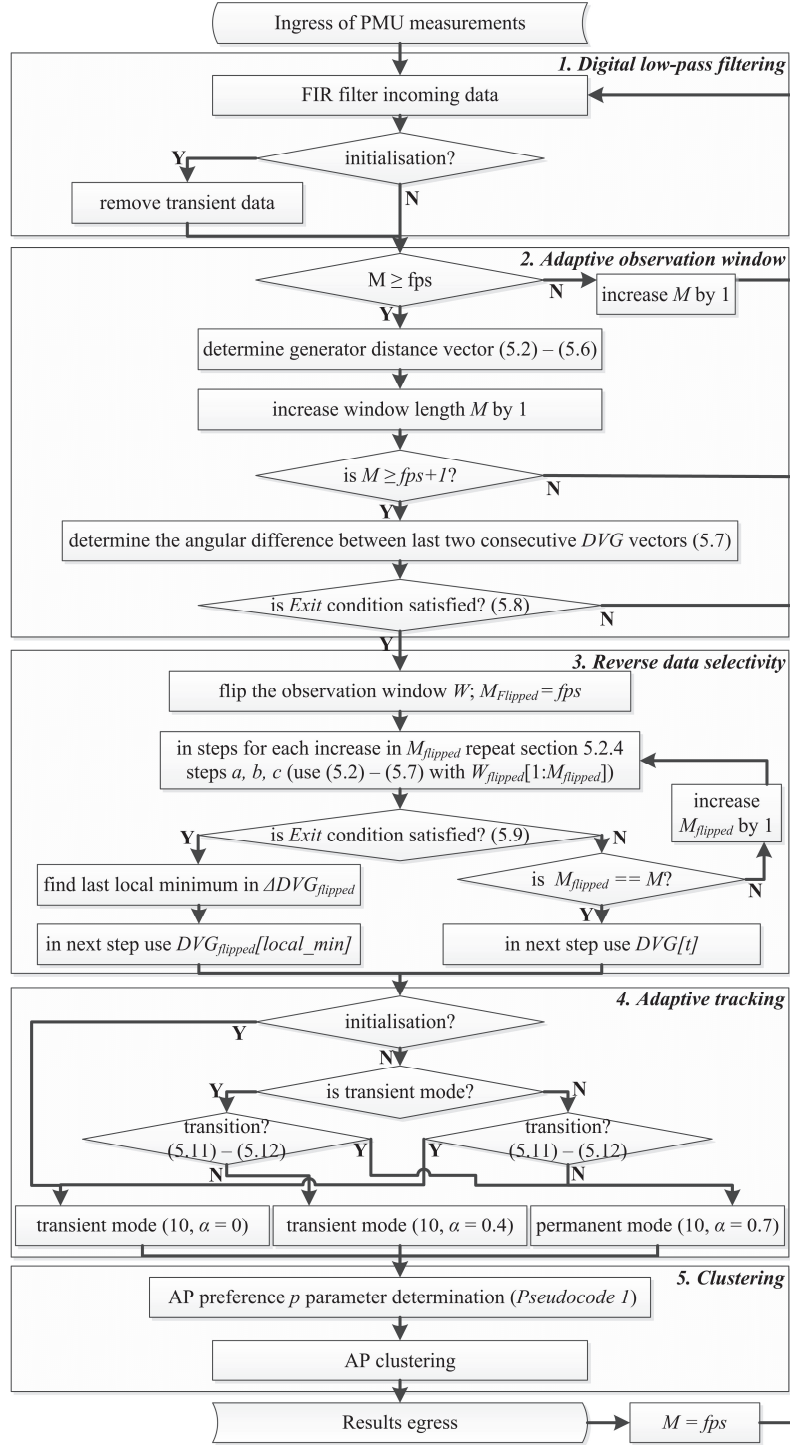 Ingress of PMU measurements
1. Digital low-pass filtering
FIR filter incoming data
initialisation?
Y
N
remove transient data
2. Adaptive observation window
M ≥ fps
N
increase M by 1
Y
determine generator distance vector (5.2) – (5.6)
increase window length M by 1
is M ≥ fps+1?
N
Y
determine the angular difference between last two consecutive DVG vectors (5.7)
is Exit condition satisfied? (5.8)
N
Y
3. Reverse data selectivity
flip the observation window W; MFlipped = fps
in steps for each increase in Mflipped repeat section 5.2.4
steps a, b, c (use (5.2) – (5.7) with Wflipped[1:Mflipped])
increase
Mflipped by 1
is Exit condition satisfied? (5.9)
Y
N
find last local minimum in ΔDVGflipped
is Mflipped == M?
N
Y
in next step use DVGflipped[local_min]
in next step use DVG[t]
4. Adaptive tracking
initialisation?
Y
N
is transient mode?
Y
N
transition?
(5.11) – (5.12)
Y
N
transition?
(5.11) – (5.12)
Y
N
transient mode (10, α = 0)
transient mode (10, α = 0.4)
permanent mode (10, α = 0.7)
5. Clustering
AP preference p parameter determination (Pseudocode 1)
AP clustering
Results egress
M = fps